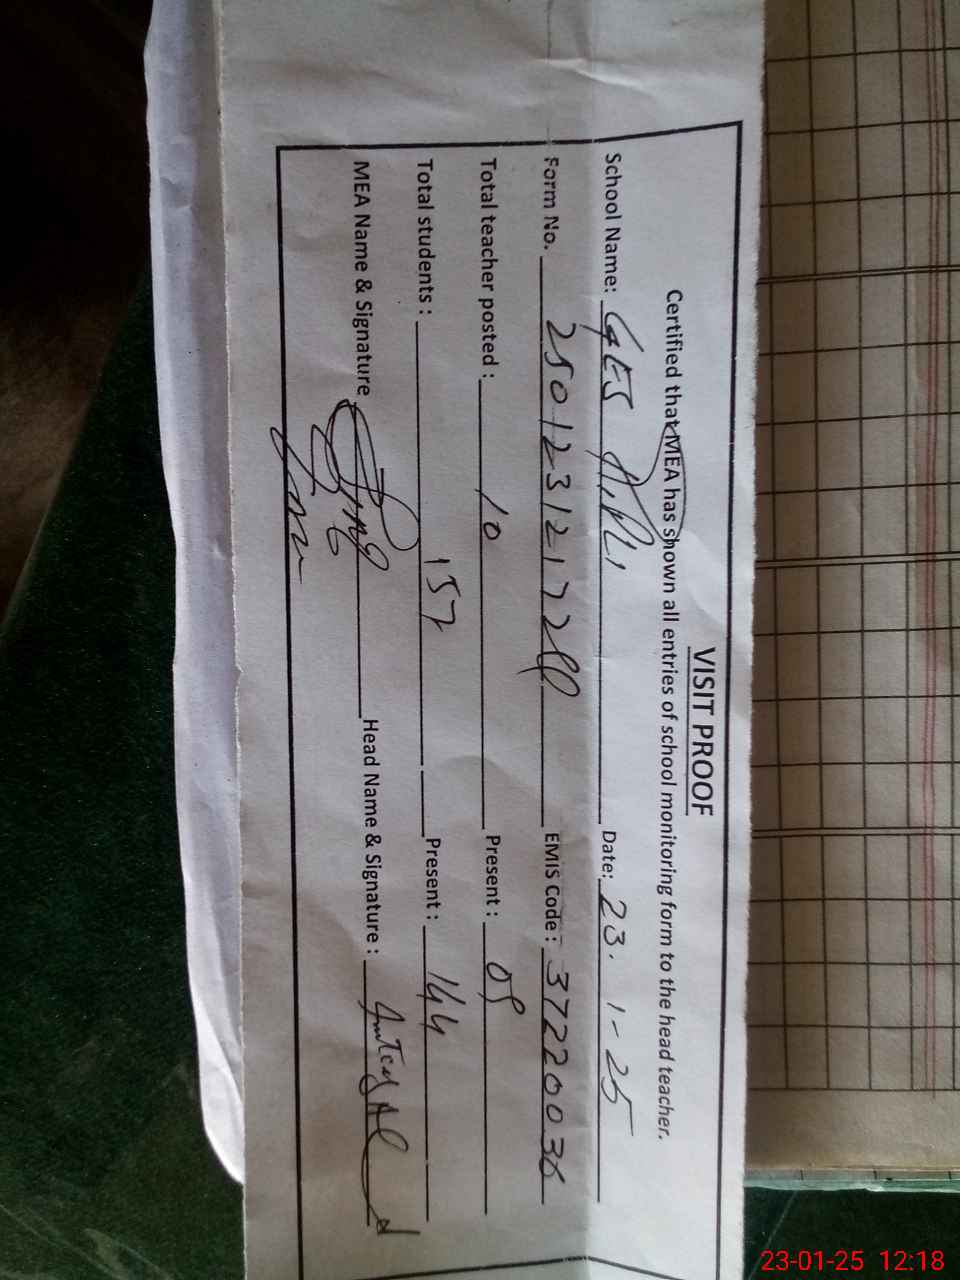 VISIT PROOF
Certified that MEA has shown all entries of school monitoring form to the head teacher.
School Name: GES Date: 23. 1-25
Form No. EMIS Code: 37220036
Total teacher posted: 10 Present: 09
Total students: 157 Present: 144
MEA Name & Signature Head Name & Signature:
23-01-25 12:18